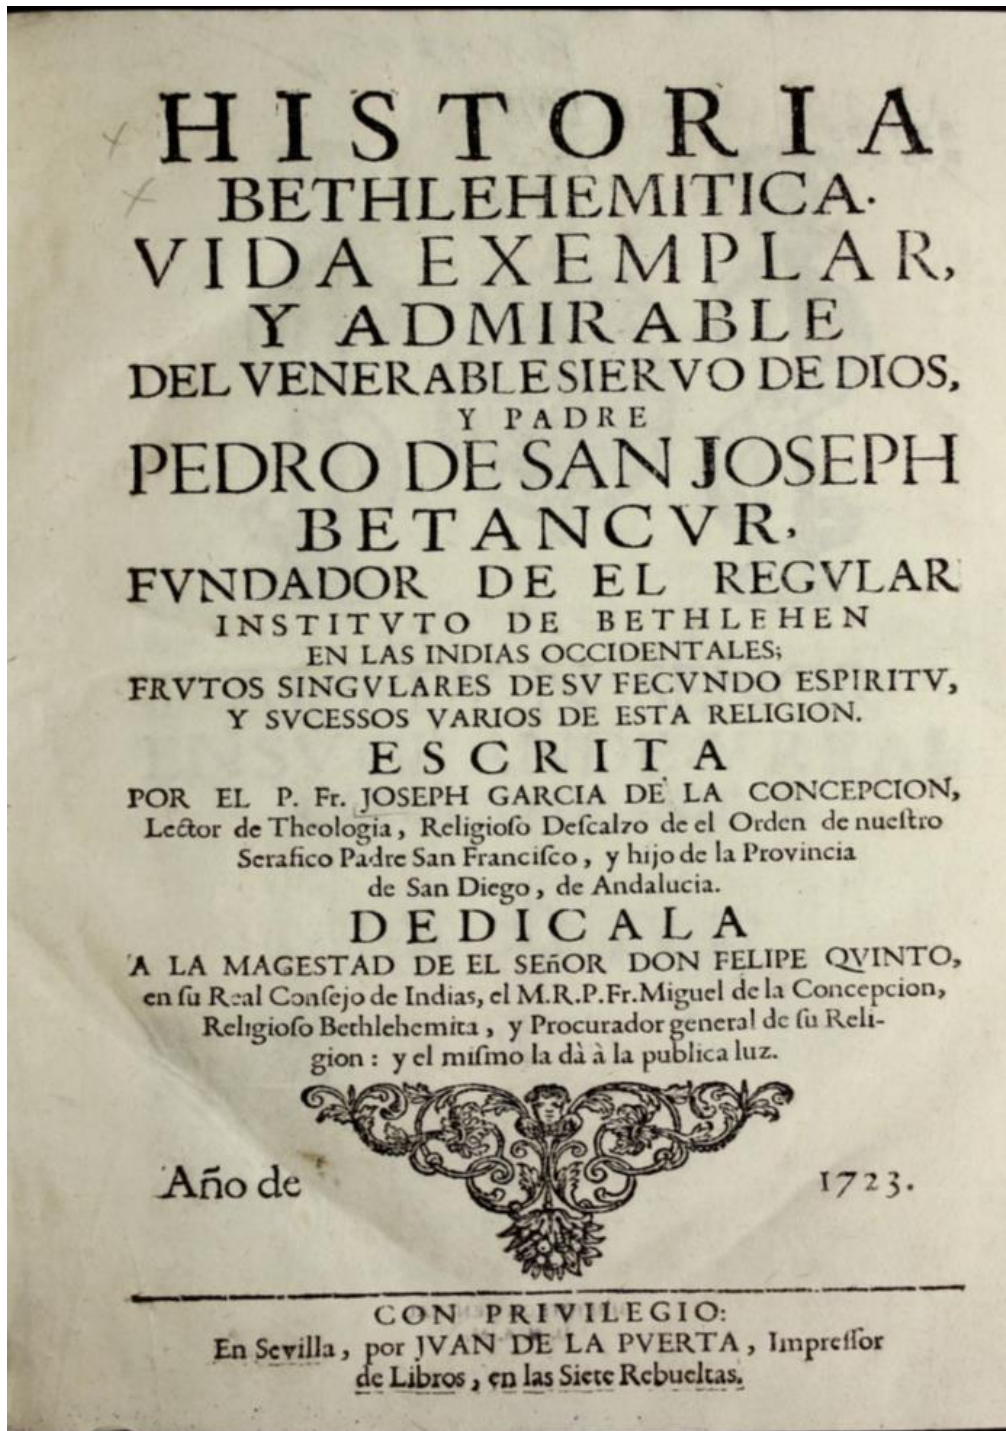 HISTORIA
BETHLEHEMITICA.
VIDA EXEMPLAR,
Y ADMIRABLE
DEL VENERABLE SIERVO DE DIOS,
Y PADRE
PEDRO DE SAN JOSEPH
BETANCVR,
FVNDADOR DE EL REGVLAR
INSTITVTO DE BETHLEHEN
EN LAS INDIAS OCCIDENTALES;
FRVTOS SINGVLARES DE SV FECVNDO ESPIRITV,
Y SVCESSOS VARIOS DE ESTA RELIGION.
ESCRITA
POR EL P. Fr. JOSEPH GARCIA DE LA CONCEPCION,
Lector de Theologia, Religioſo Deſcalzo de el Orden de nueſtro
Serafico Padre San Franciſco, y hijo de la Provincia
de San Diego, de Andalucia.
DEDICALA
A LA MAGESTAD DE EL SEñOR DON FELIPE QVINTO,
en ſu Real Conſejo de Indias, el M.R.P.Fr.Miguel de la Concepcion,
Religioſo Bethlehemita, y Procurador general de ſu Reli-
gion: y el miſmo la dà à la publica luz.
Año de 1723.
CON PRIVILEGIO:
En Sevilla, por JVAN DE LA PVERTA, Impreſſor
de Libros, en las Siete Rebueltas.